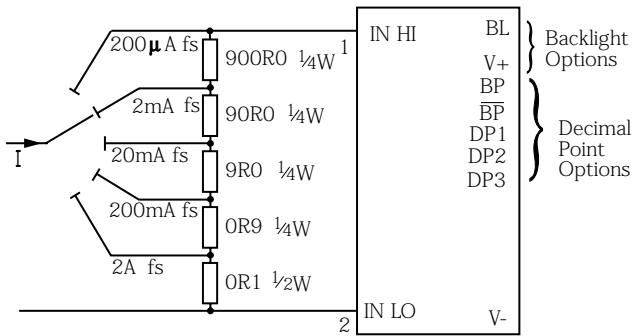 200μA fs
900R0 ¼W
2mA fs
90R0 ¼W
20mA fs
9R0 ¼W
200mA fs
0R9 ¼W
2A fs
0R1 ½W
I
1
2
IN HI
IN LO
BL
V+
BP
B̅P̅
DP1
DP2
DP3
V-
Backlight
Options
Decimal
Point
Options